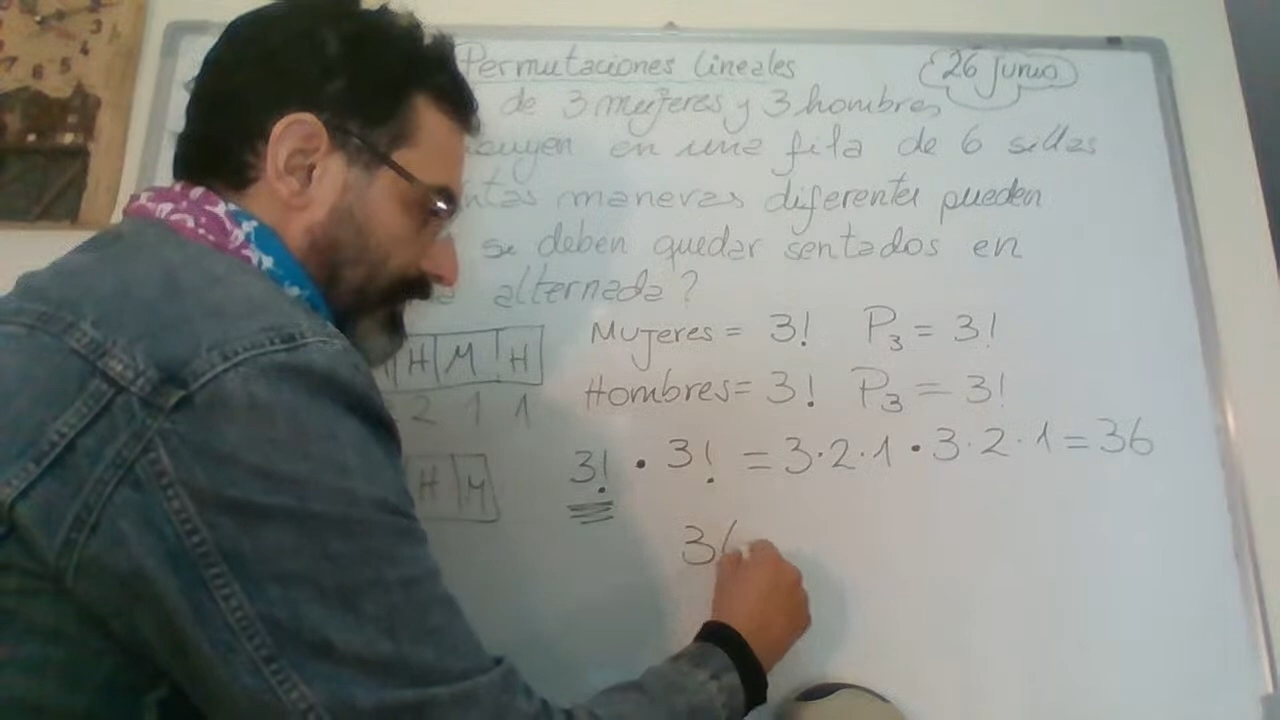 Permutaciones lineales
26 junio
de 3 mujeres y 3 hombres
en una fila de 6 sillas
maneras diferentes pueden
se deben quedar sentados en
alternada?
H M H
2 1 1
H M
Mujeres = 3! P3 = 3!
Hombres = 3! P3 = 3!
3! · 3! = 3·2·1 · 3·2·1 = 36
36